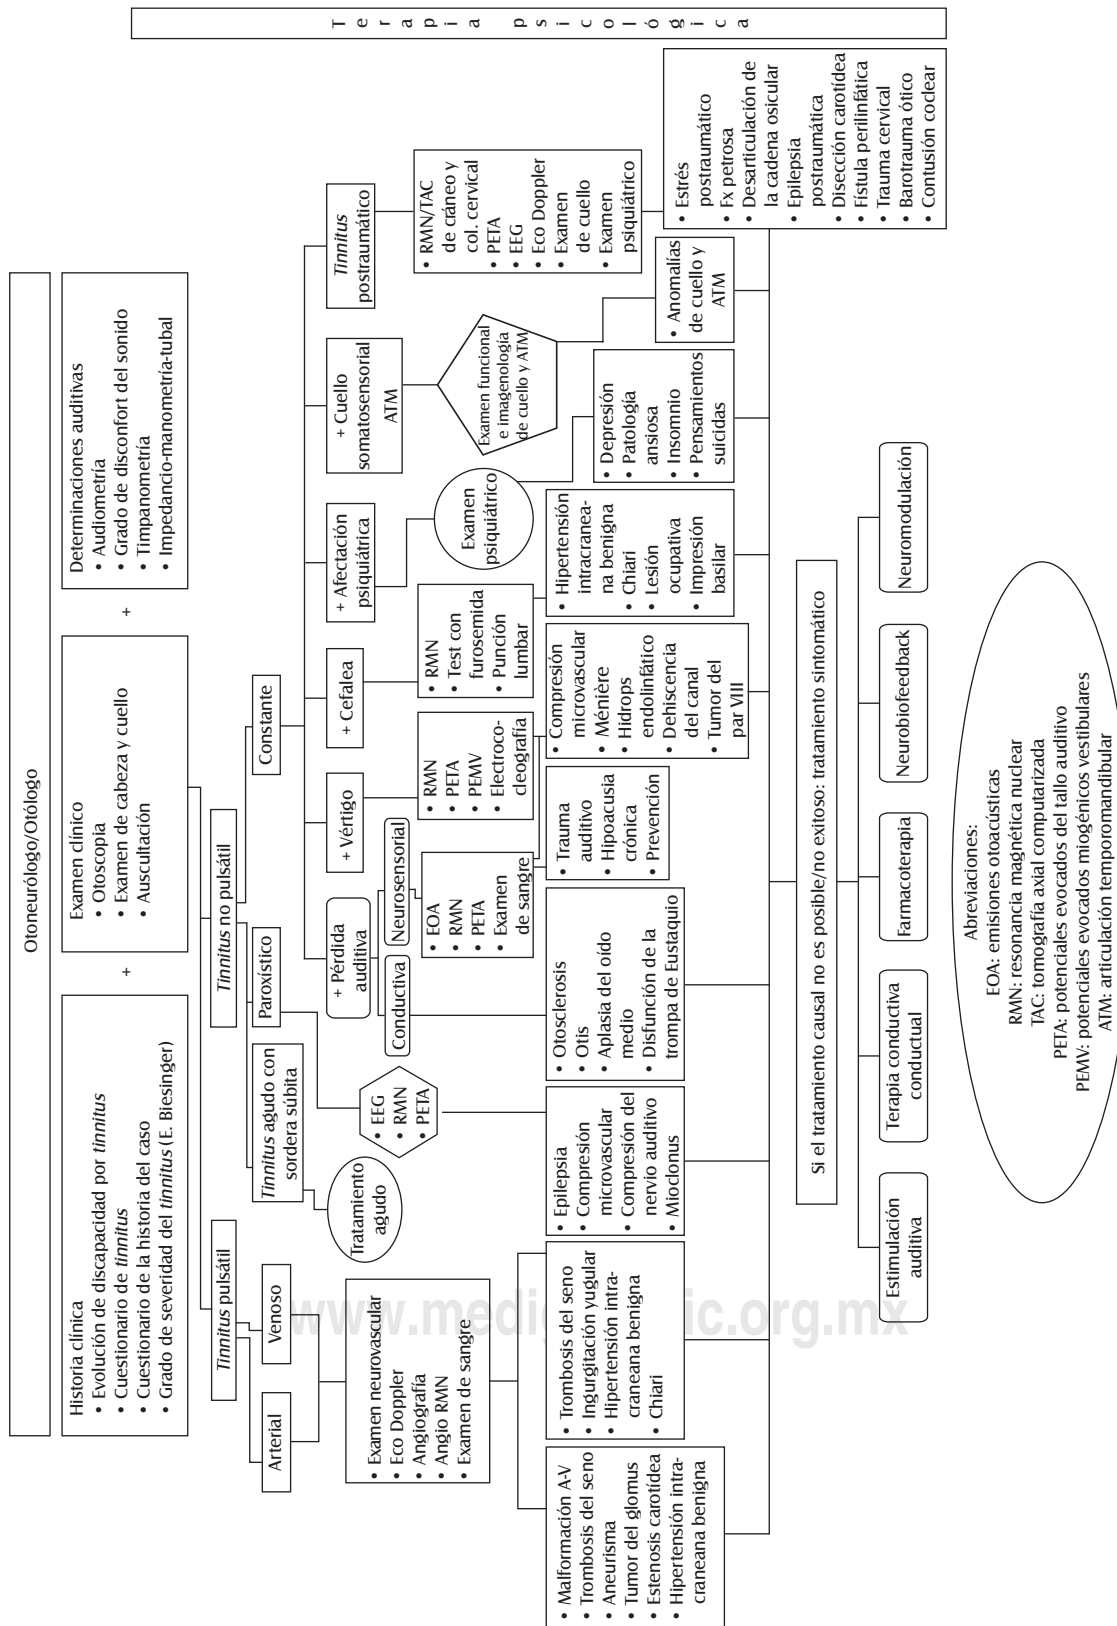 Otoneurólogo/Otólogo
Historia clínica
• Evolución de discapacidad por tinnitus
• Cuestionario de tinnitus
• Cuestionario de la historia del caso
• Grado de severidad del tinnitus (E. Biesinger)
+
Examen clínico
• Otoscopia
• Examen de cabeza y cuello
• Auscultación
+
Determinaciones auditivas
• Audiometría
• Grado de disconfort del sonido
• Timpanometría
• Impedancio-manometría-tubal
Tinnitus pulsátil
Tinnitus no pulsátil
Arterial
Venoso
Tinnitus agudo con
sordera súbita
Paroxístico
Constante
Tratamiento
agudo
• EEG
• RMN
• PETA
+ Pérdida
auditiva
+ Vértigo
+ Cefalea
+ Afectación
psiquiátrica
+ Cuello
somatosensorial
ATM
Tinnitus
postraumático
Conductiva
Neurosensorial
• Examen neurovascular
• Eco Doppler
• Angiografía
• Angio RMN
• Examen de sangre
• EOA
• RMN
• PETA
• Examen
de sangre
• RMN
• PETA
• PEMV
• Electroco-
cleografía
• RMN
• Test con
furosemida
• Punción
lumbar
Examen
psiquiátrico
Examen funcional
e imagenología
de cuello y ATM
• RMN/TAC
de cráneo y
col. cervical
• PETA
• EEG
• Eco Doppler
• Examen
de cuello
• Examen
psiquiátrico
• Malformación A-V
• Trombosis del seno
• Aneurisma
• Tumor del glomus
• Estenosis carotídea
• Hipertensión intra-
craneana benigna
• Trombosis del seno
• Ingurgitación yugular
• Hipertensión intra-
craneana benigna
• Chiari
• Epilepsia
• Compresión
microvascular
• Compresión del
nervio auditivo
• Mioclonus
• Otosclerosis
• Otis
• Aplasia del oído
medio
• Disfunción de la
trompa de Eustaquio
• Trauma
auditivo
• Hipoacusia
crónica
• Prevención
• Compresión
microvascular
• Ménière
• Hidrops
endolinfático
• Dehiscencia
del canal
• Tumor del
par VIII
• Hipertensión
intracranea-
na benigna
• Chiari
• Lesión
ocupativa
• Impresión
basilar
• Depresión
• Patología
ansiosa
• Insomnio
• Pensamientos
suicidas
• Anomalías
de cuello y
ATM
• Estrés
postraumático
• Fx petrosa
• Desarticulación de
la cadena osicular
• Epilepsia
postraumática
• Disección carotídea
• Fístula perilinfática
• Trauma cervical
• Barotrauma ótico
• Contusión coclear
Terapia psicológica
Si el tratamiento causal no es posible/no exitoso: tratamiento sintomático
Estimulación
auditiva
Terapia conductiva
conductual
Farmacoterapia
Neurobiofeedback
Neuromodulación
Abreviaciones:
EOA: emisiones otoacústicas
RMN: resonancia magnética nuclear
TAC: tomografía axial computarizada
PETA: potenciales evocados del tallo auditivo
PEMV: potenciales evocados miogénicos vestibulares
ATM: articulación temporomandibular